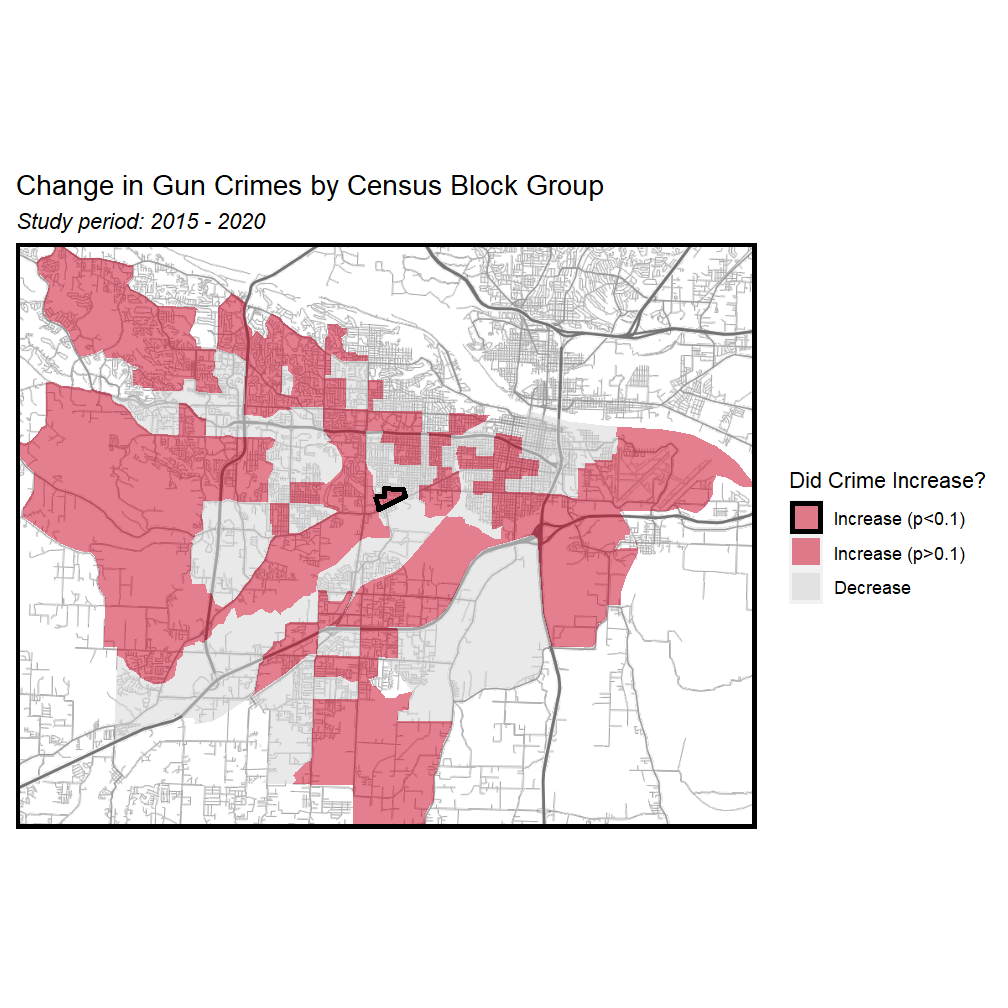 Change in Gun Crimes by Census Block Group
Study period: 2015 - 2020
Did Crime Increase?
Increase (p<0.1)
Increase (p>0.1)
Decrease